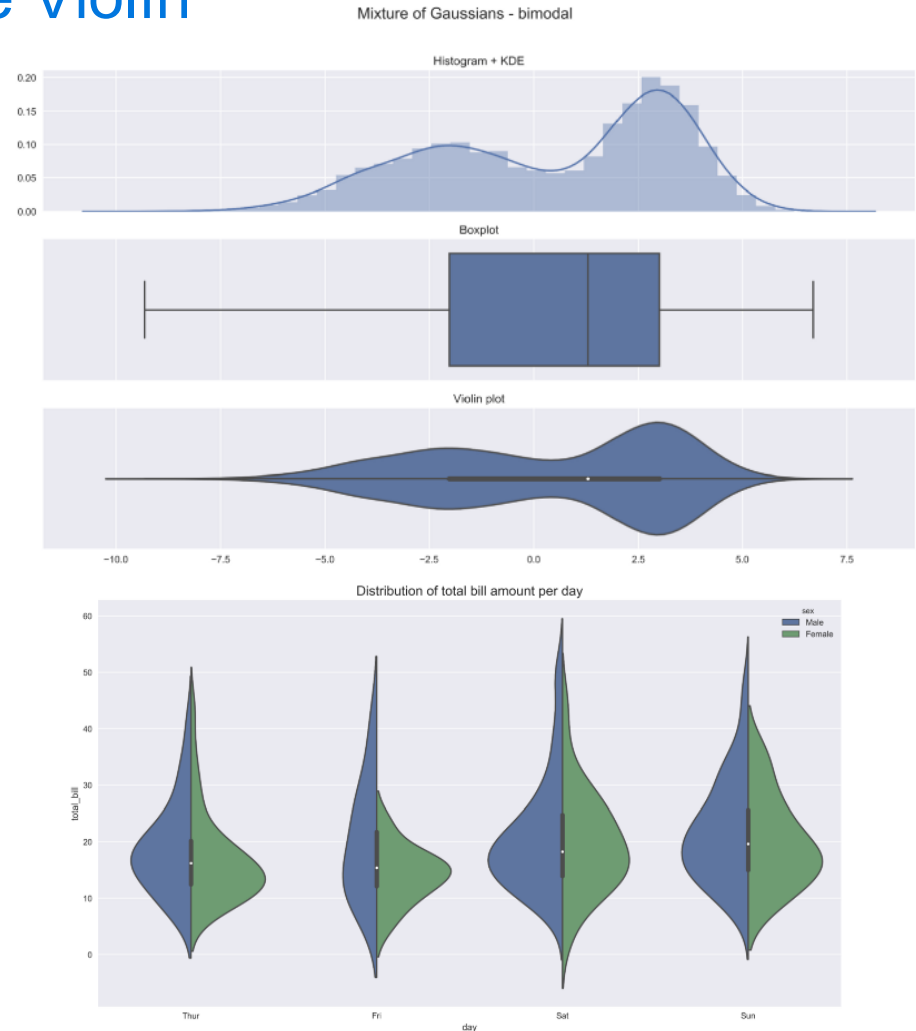 e Violin
Mixture of Gaussians - bimodal
Histogram + KDE
0.20
0.15
0.10
0.05
0.00
Boxplot
Violin plot
−10.0 −7.5 −5.0 −2.5 0.0 2.5 5.0 7.5
Distribution of total bill amount per day
sex
Male
Female
60
50
40
30
20
10
0
total_bill
Thur Fri Sat Sun
day